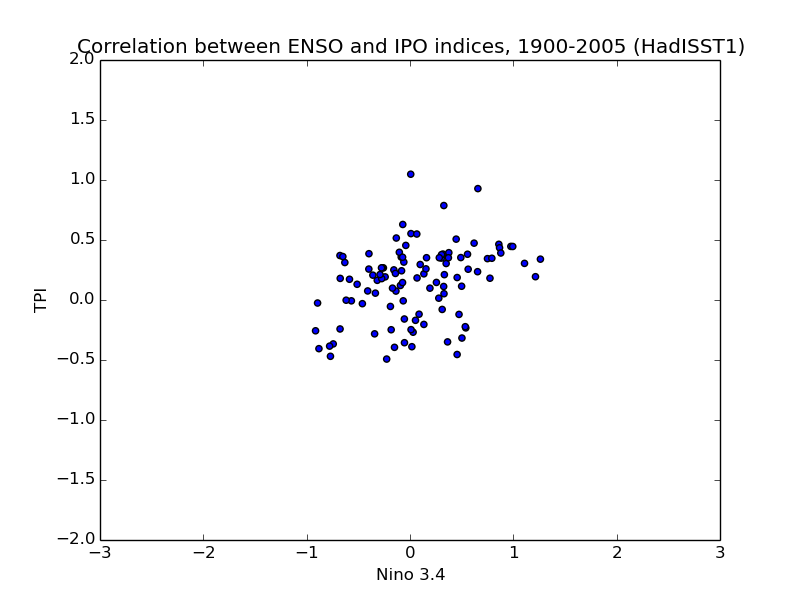 Correlation between ENSO and IPO indices, 1900-2005 (HadISST1)
2.0
1.5
1.0
0.5
0.0
−0.5
−1.0
−1.5
−2.0
TPI
−3 −2 −1 0 1 2 3
Nino 3.4